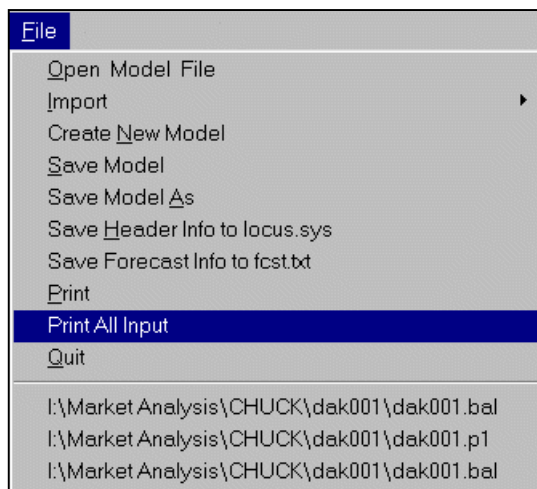 File
Open Model File
Import
Create New Model
Save Model
Save Model As
Save Header Info to locus.sys
Save Forecast Info to fcst.txt
Print
Print All Input
Quit
I:\Market Analysis\CHUCK\dak001\dak001.bal
I:\Market Analysis\CHUCK\dak001\dak001.p1
I:\Market Analysis\CHUCK\dak001\dak001.bal